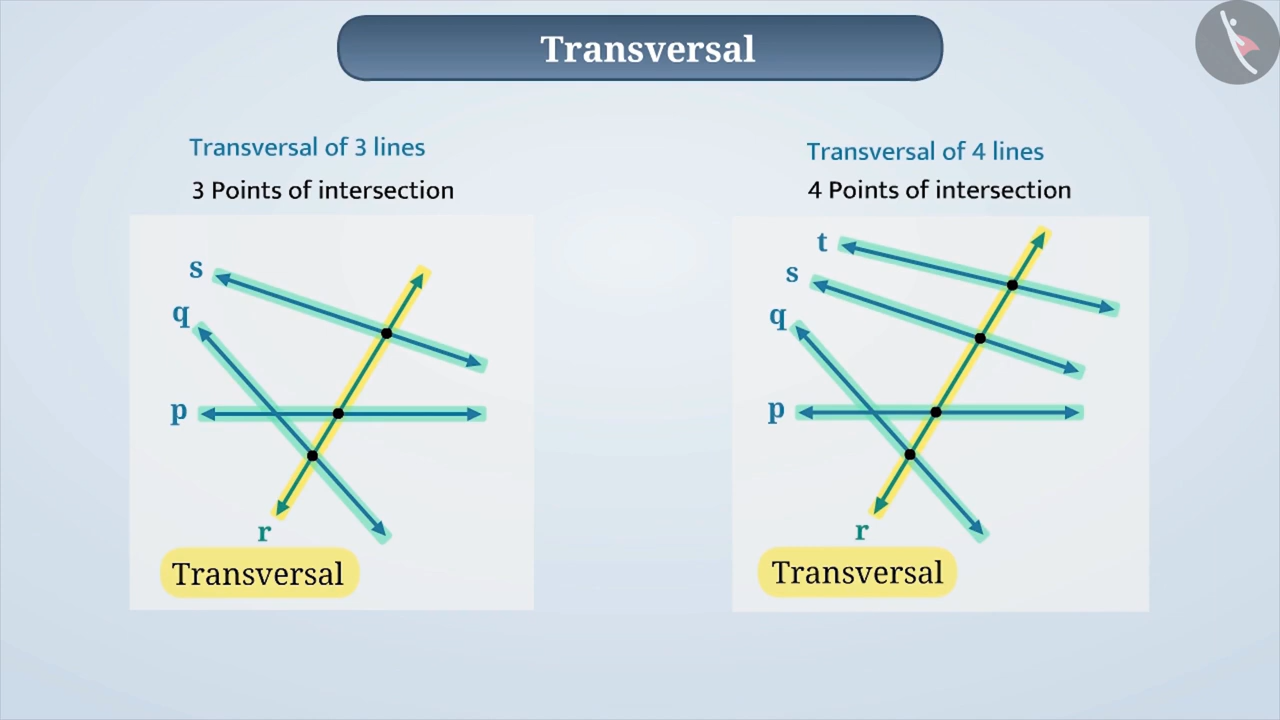 Transversal
Transversal of 3 lines
3 Points of intersection
s
q
p
r
Transversal
Transversal of 4 lines
4 Points of intersection
t
s
q
p
r
Transversal